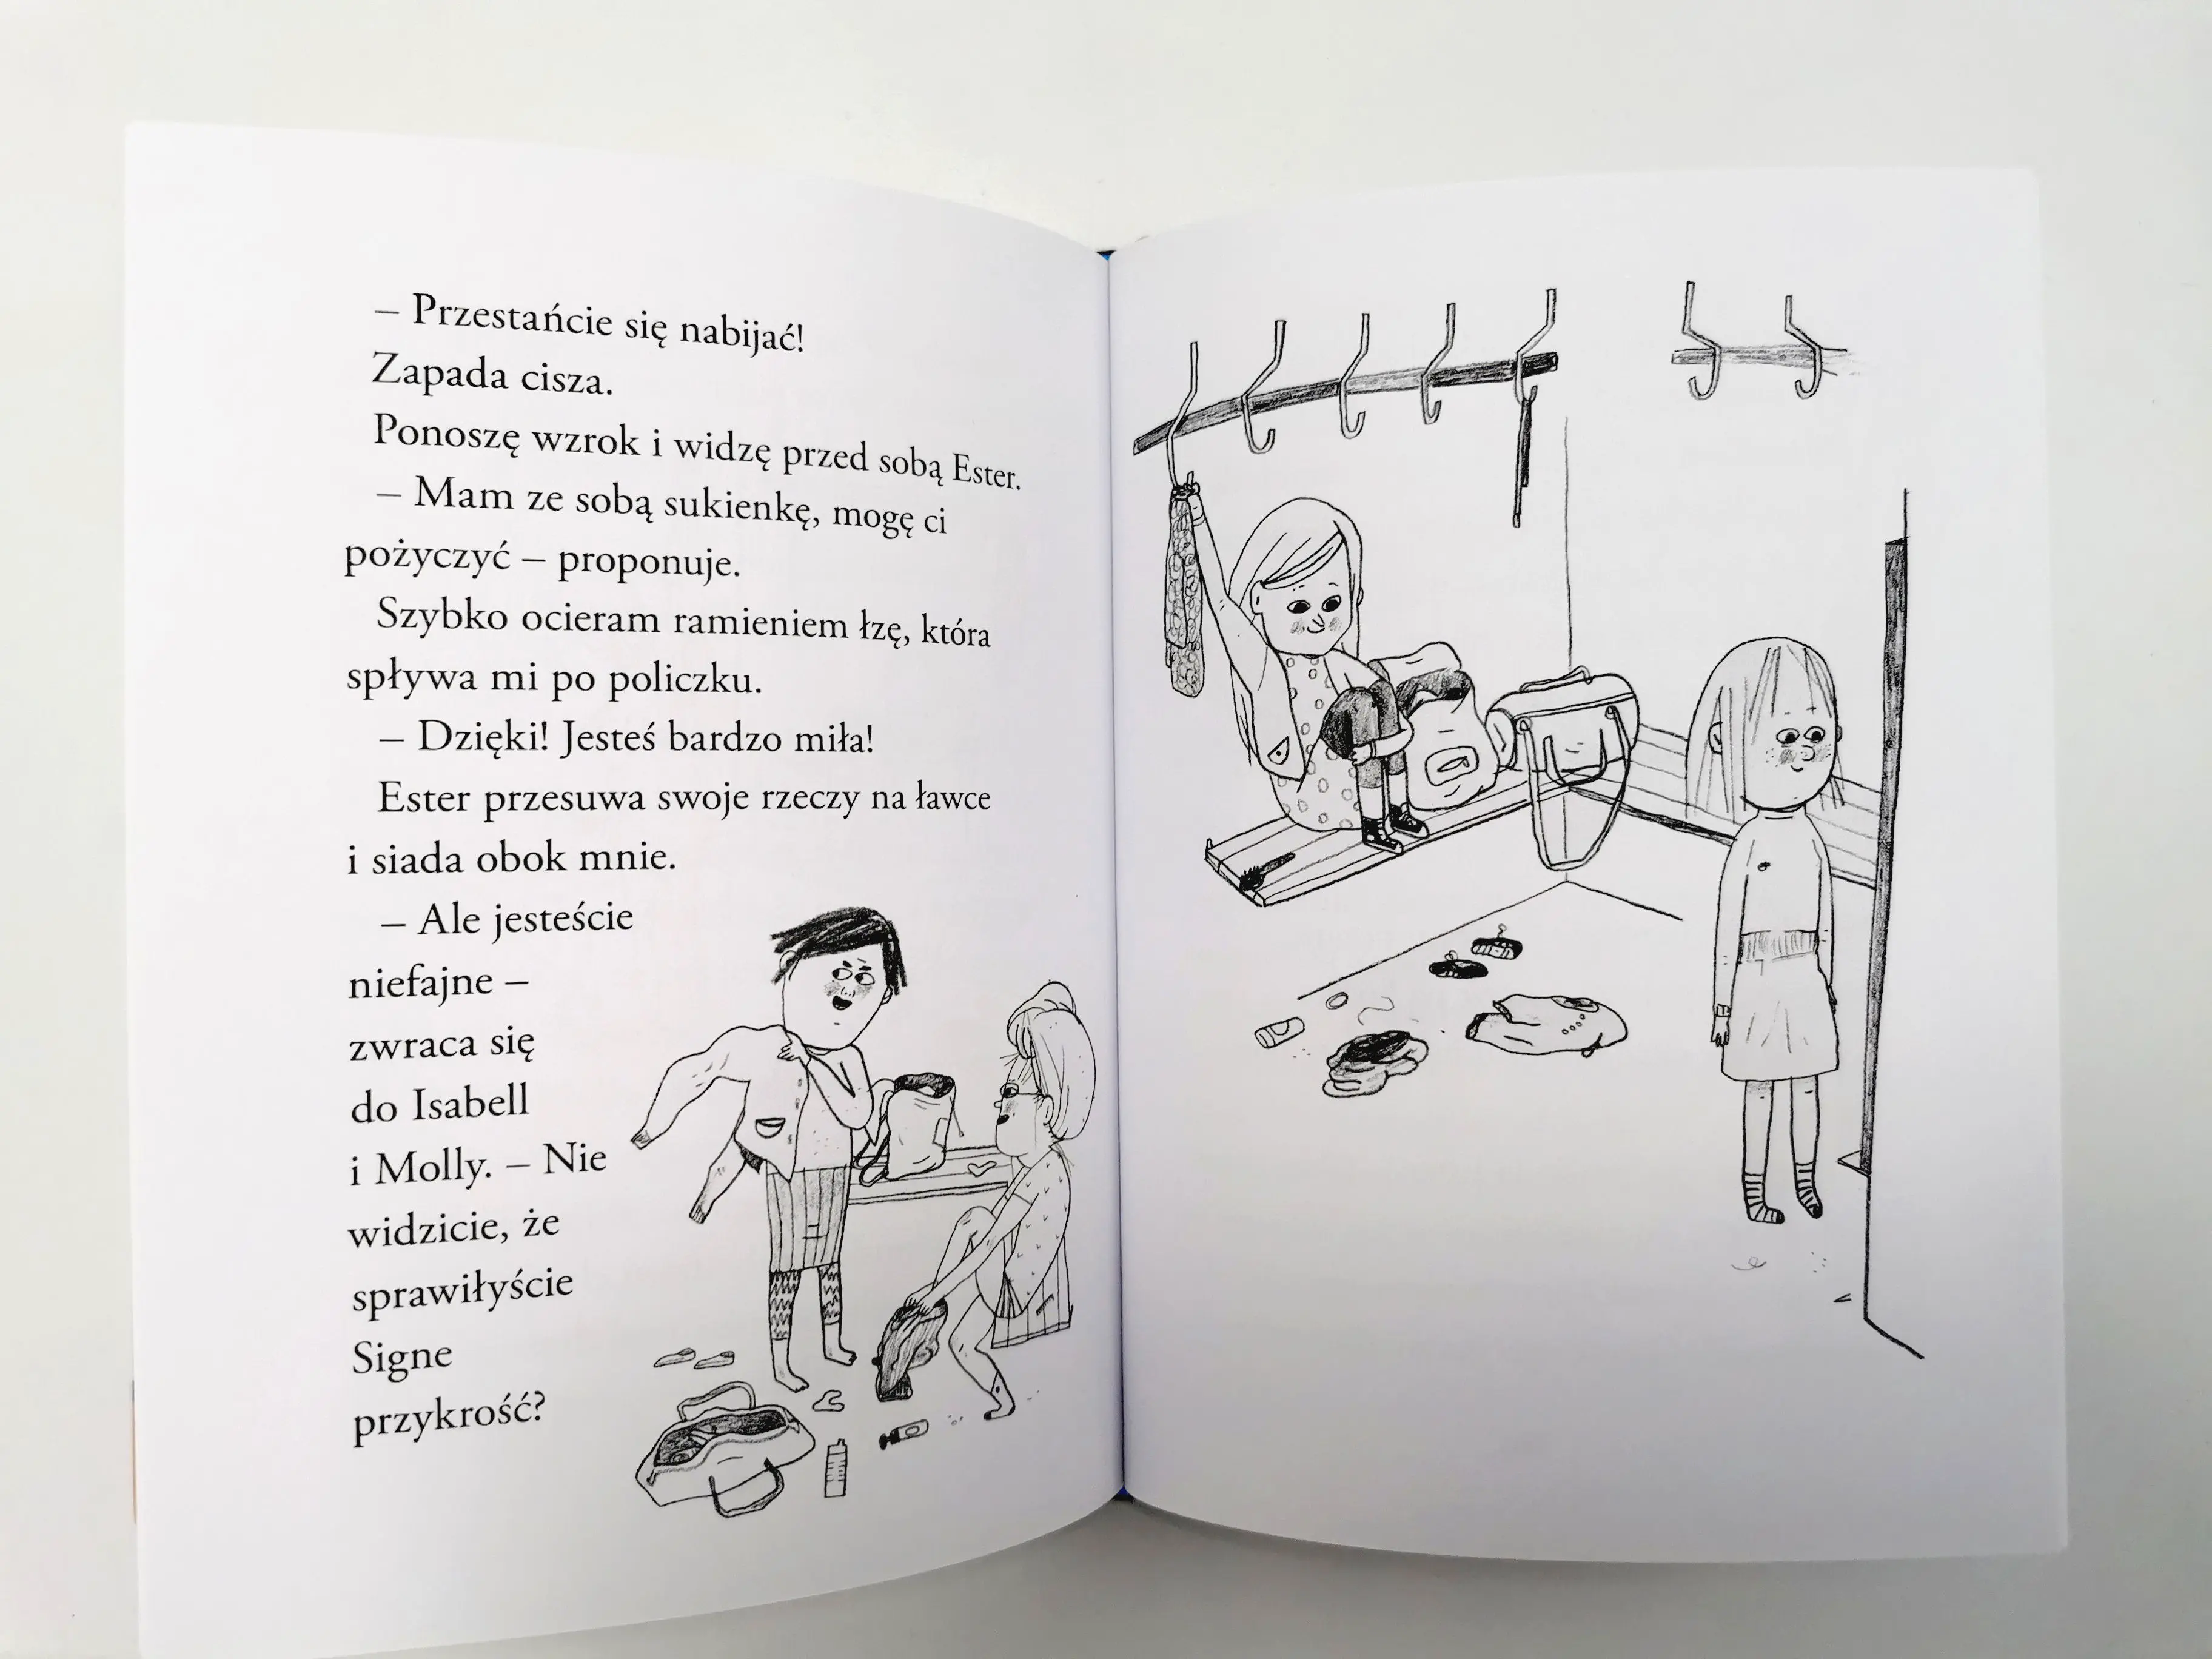 – Przestańcie się nabijać!
Zapada cisza.
Ponoszę wzrok i widzę przed sobą Ester.
– Mam ze sobą sukienkę, mogę ci
pożyczyć – proponuje.
Szybko ocieram ramieniem łzę, która
spływa mi po policzku.
– Dzięki! Jesteś bardzo miła!
Ester przesuwa swoje rzeczy na ławce
i siada obok mnie.
– Ale jesteście
niefajne –
zwraca się
do Isabell
i Molly. – Nie
widzicie, że
sprawiłyście
Signe
przykrość?